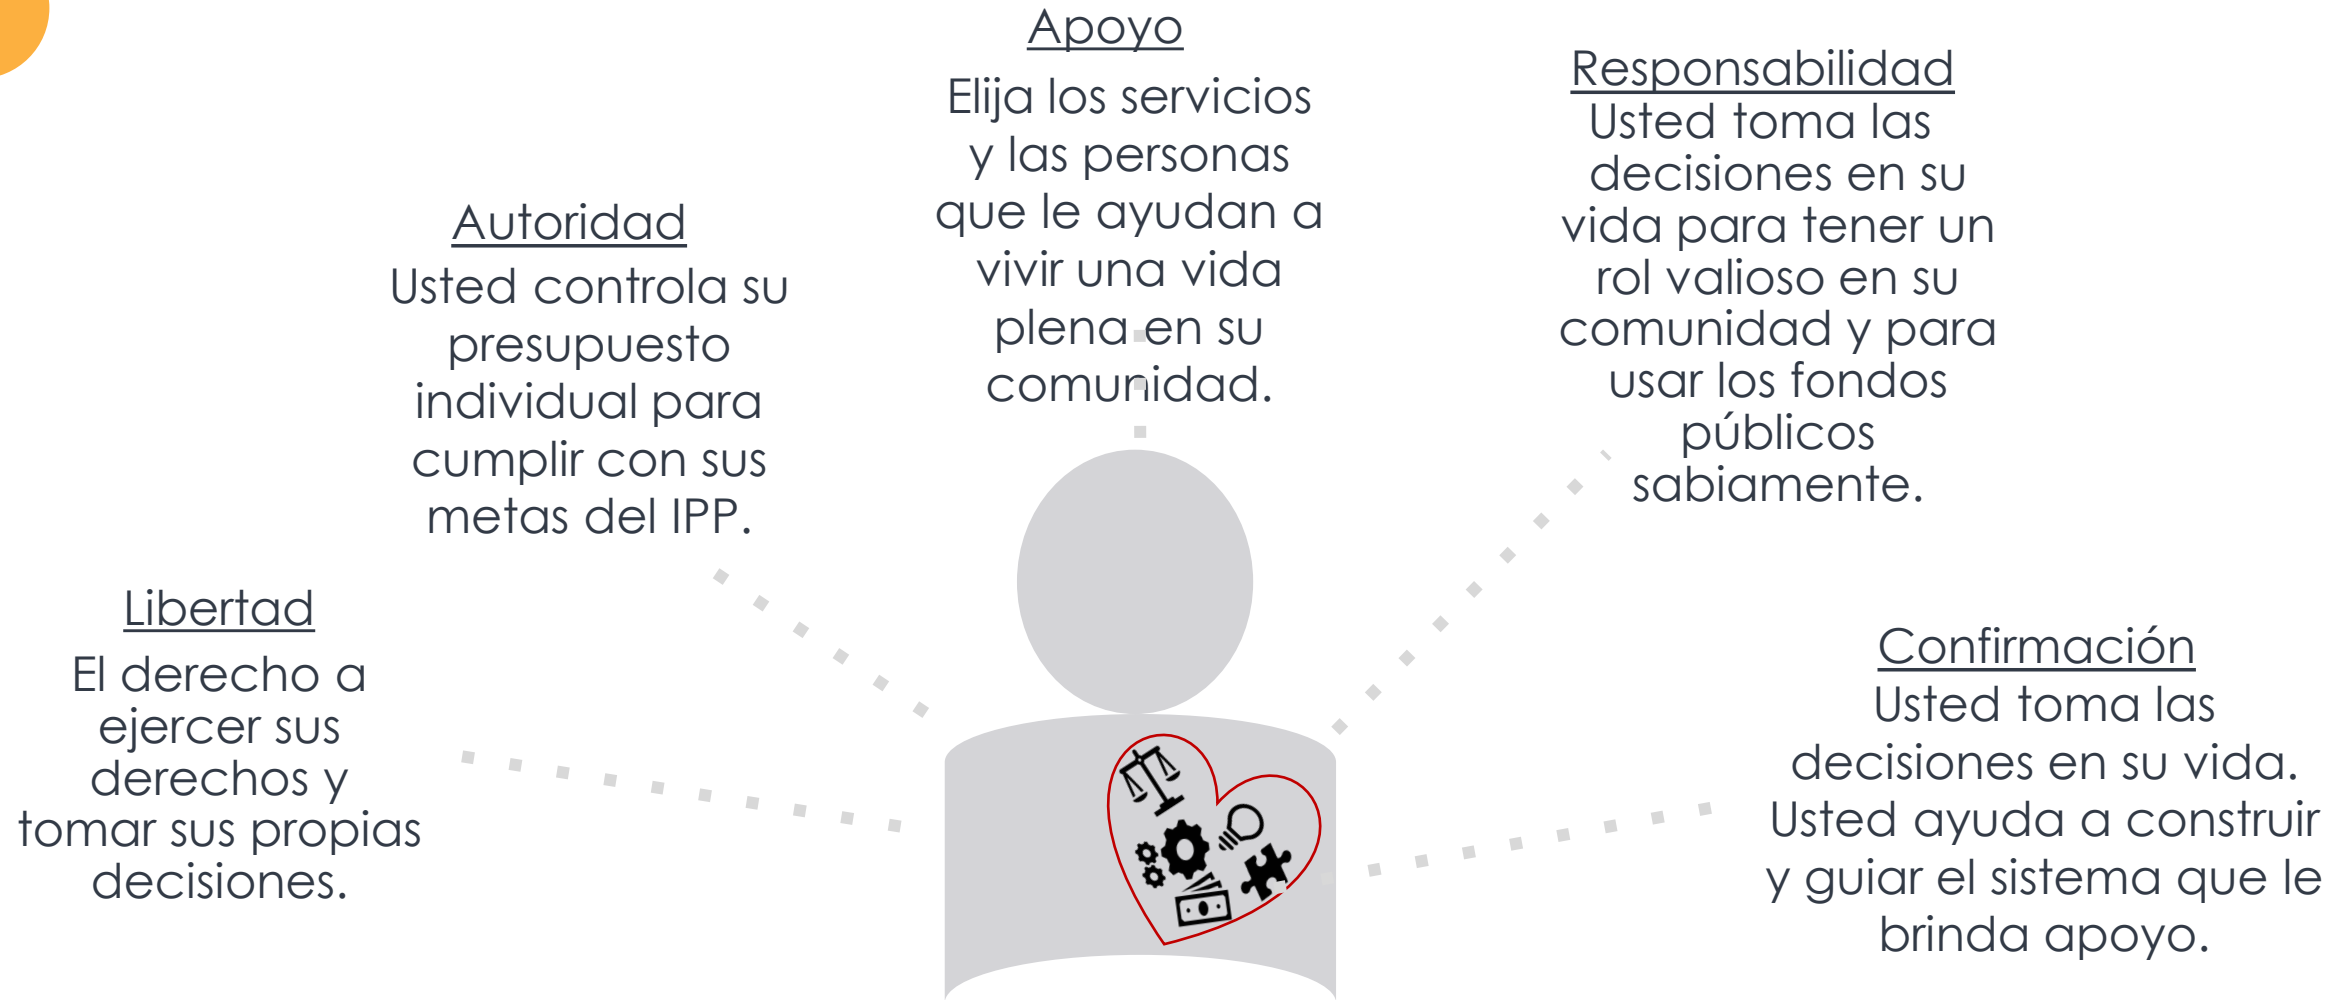 Apoyo
Elija los servicios
y las personas
que le ayudan a
vivir una vida
plena en su
comunidad.
Responsabilidad
Usted toma las
decisiones en su
vida para tener un
rol valioso en su
comunidad y para
usar los fondos
públicos
sabiamente.
Autoridad
Usted controla su
presupuesto
individual para
cumplir con sus
metas del IPP.
Libertad
El derecho a
ejercer sus
derechos y
tomar sus propias
decisiones.
Confirmación
Usted toma las
decisiones en su vida.
Usted ayuda a construir
y guiar el sistema que le
brinda apoyo.